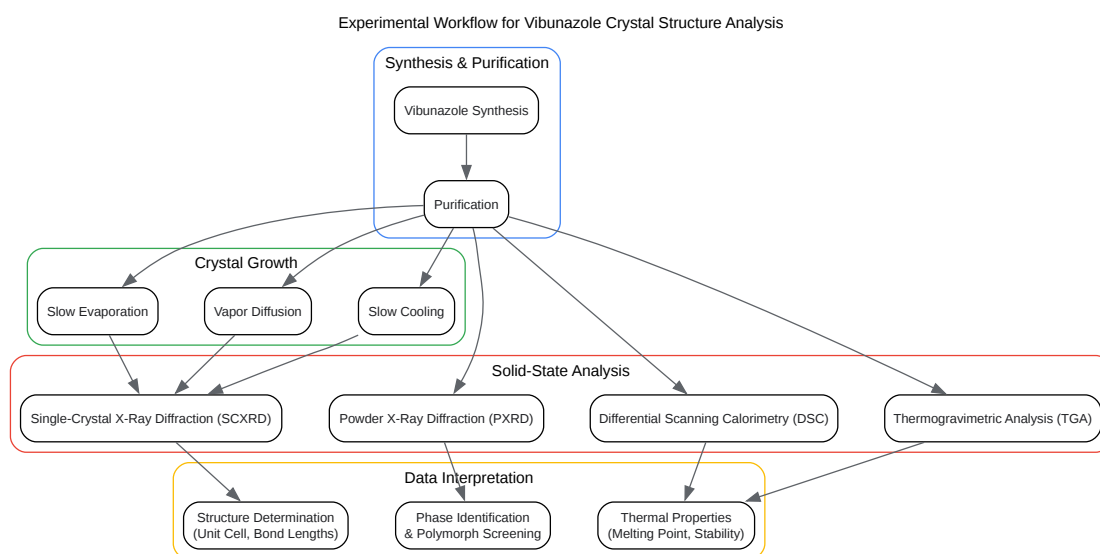 Experimental Workflow for Vibunazole Crystal Structure Analysis
Synthesis & Purification
Vibunazole Synthesis
Purification
Crystal Growth
Slow Evaporation
Vapor Diffusion
Slow Cooling
Solid-State Analysis
Single-Crystal X-Ray Diffraction (SCXRD)
Powder X-Ray Diffraction (PXRD)
Differential Scanning Calorimetry (DSC)
Thermogravimetric Analysis (TGA)
Data Interpretation
Structure Determination
(Unit Cell, Bond Lengths)
Phase Identification
& Polymorph Screening
Thermal Properties
(Melting Point, Stability)